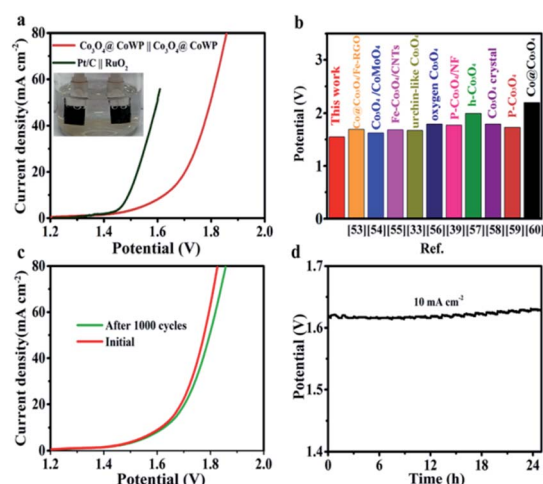 a
Co₃O₄@ CoWP || Co₃O₄@ CoWP
Pt/C || RuO₂
Current density(mA cm⁻²)
80
60
40
20
0
1.2 1.4 1.6 1.8 2.0
Potential (V)
b
Potential (V)
3
2
1
0
This work
Co@Co₃O₄/Fe-RGO
Co₃O₄ /CoMoO₄
Fe-Co₃O₄/CNTs
urchin-like Co₃O₄
oxygen Co₃O₄
P-Co₃O₄/NF
h-Co₃O₄
Co₃O₄ crystal
P-Co₃O₄
Co@Co₃O₄
[53][54][55][33][56][39][57][58][59][60]
Ref.
c
Current density(mA cm⁻²)
80
60
40
20
0
After 1000 cycles
Initial
1.2 1.4 1.6 1.8 2.0
Potential (V)
d
Potential (V)
1.7
1.6
1.5
1.4
10 mA cm⁻²
0 6 12 18 24
Time (h)